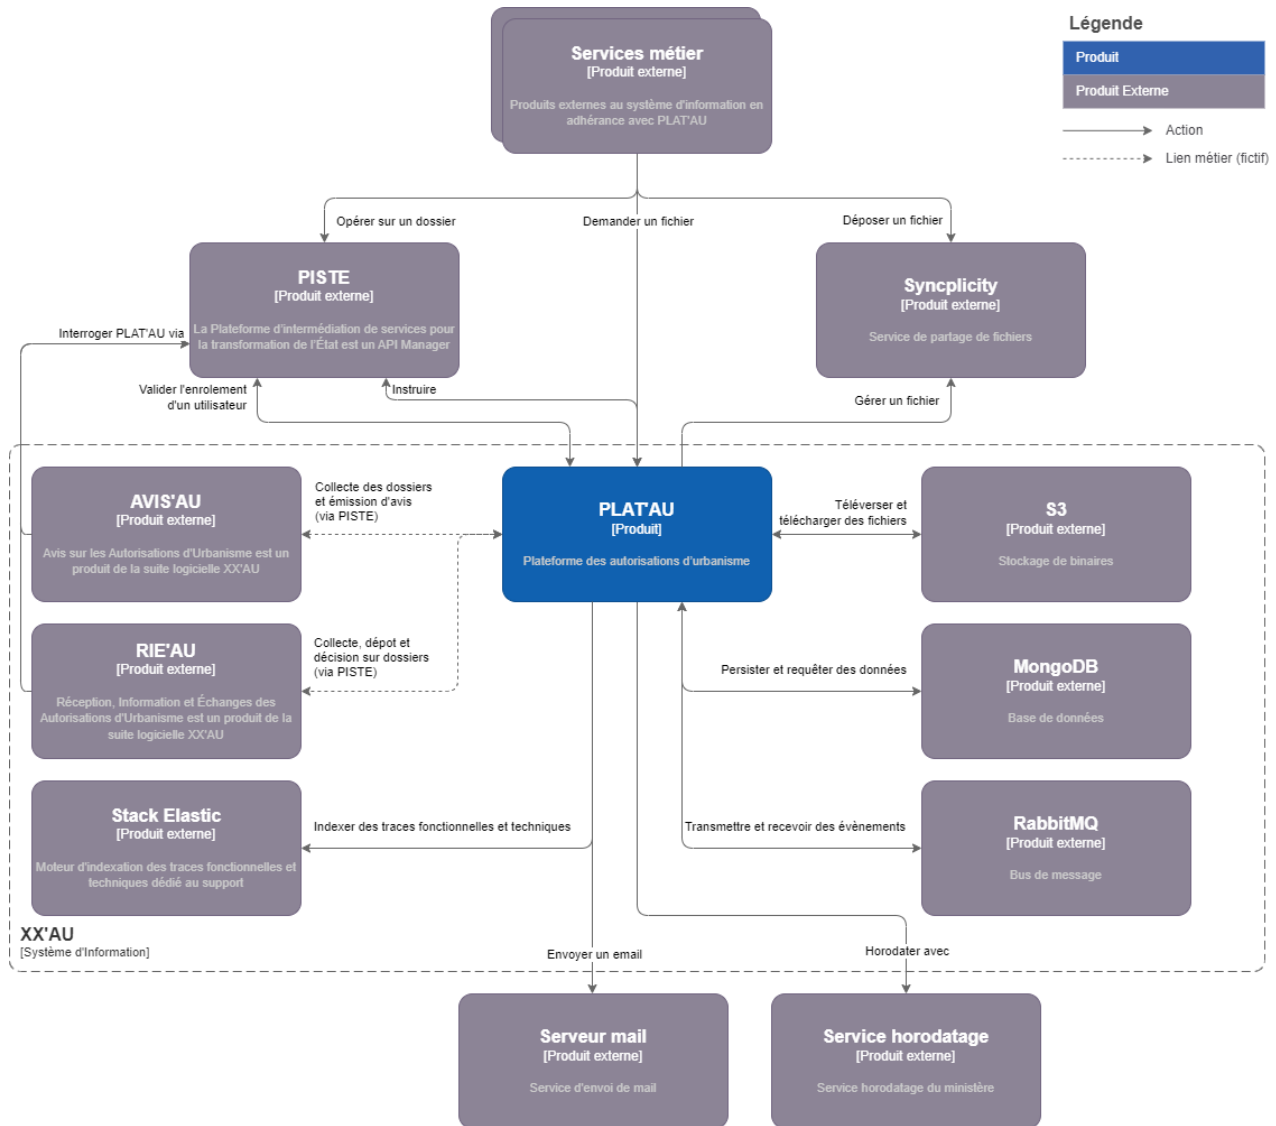 Légende
Produit
Produit Externe
Action
Lien métier (fictif)
Services métier
[Produit externe]
Produits externes au système d'information en
adhérance avec PLAT'AU
Opérer sur un dossier
Demander un fichier
Déposer un fichier
PISTE
[Produit externe]
La Plateforme d'intermédiation de services pour
la transformation de l'État est un API Manager
Syncplicity
[Produit externe]
Service de partage de fichiers
Interroger PLAT'AU via
Valider l'enrolement
d'un utilisateur
Instruire
Gérer un fichier
AVIS'AU
[Produit externe]
Avis sur les Autorisations d'Urbanisme est un
produit de la suite logicielle XX'AU
Collecte des dossiers
et émission d'avis
(via PISTE)
PLAT'AU
[Produit]
Plateforme des autorisations d'urbanisme
Téléverser et
télécharger des fichiers
S3
[Produit externe]
Stockage de binaires
RIE'AU
[Produit externe]
Réception, Information et Échanges des
Autorisations d'Urbanisme est un produit de la
suite logicielle XX'AU
Collecte, dépot et
décision sur dossiers
(via PISTE)
Persister et requêter des données
MongoDB
[Produit externe]
Base de données
Stack Elastic
[Produit externe]
Moteur d'indexation des traces fonctionnelles et
techniques dédié au support
Indexer des traces fonctionnelles et techniques
Transmettre et recevoir des évènements
RabbitMQ
[Produit externe]
Bus de message
XX'AU
[Système d'Information]
Envoyer un email
Horodater avec
Serveur mail
[Produit externe]
Service d'envoi de mail
Service horodatage
[Produit externe]
Service horodatage du ministère